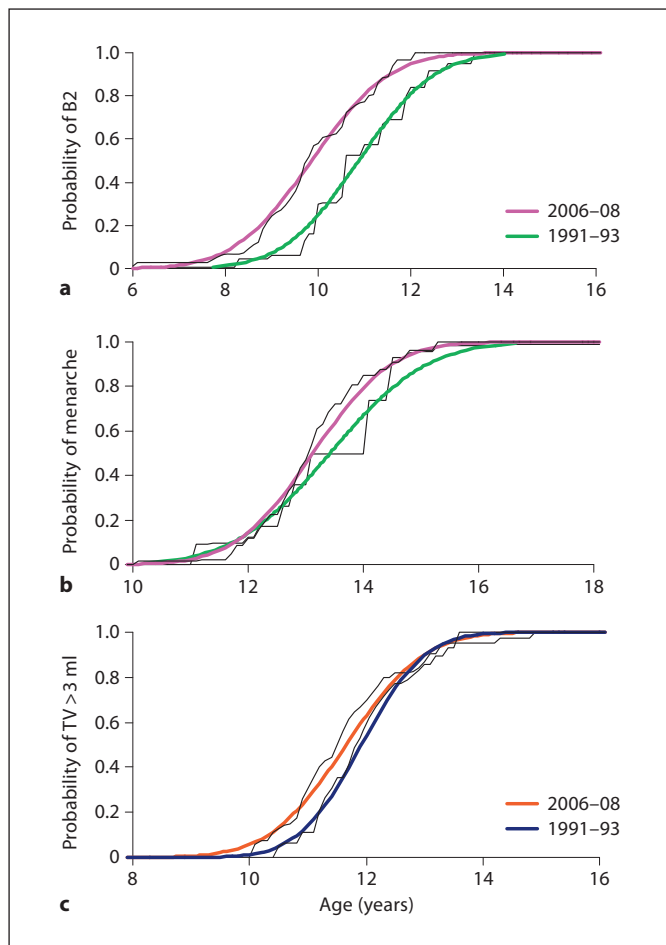 1.0
0.8
0.6
0.4
0.2
0
Probability of B2
2006–08
1991–93
6 8 10 12 14 16
a
1.0
0.8
0.6
0.4
0.2
0
Probability of menarche
10 12 14 16 18
b
1.0
0.8
0.6
0.4
0.2
0
Probability of TV >3 ml
2006–08
1991–93
8 10 12 14 16
c
Age (years)